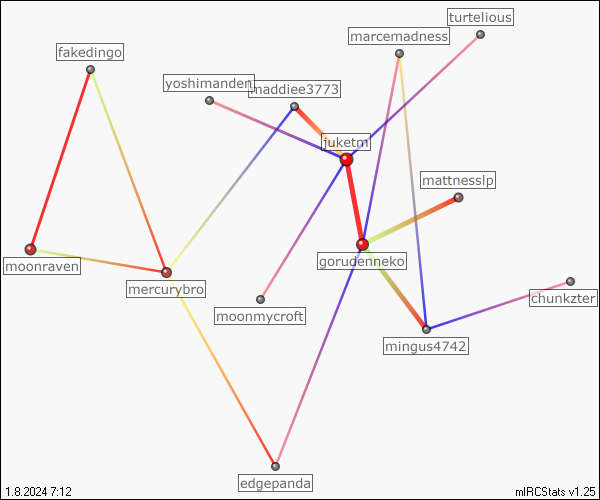 turtelious
marcemadness
fakedingo
yoshimanden
maddiee3773
juketm
mattnesslp
gorudenneko
moonraven
mercurybro
chunkzter
moonmycroft
mingus4742
edgepanda
1.8.2024 7:12
mIRCStats v1.25